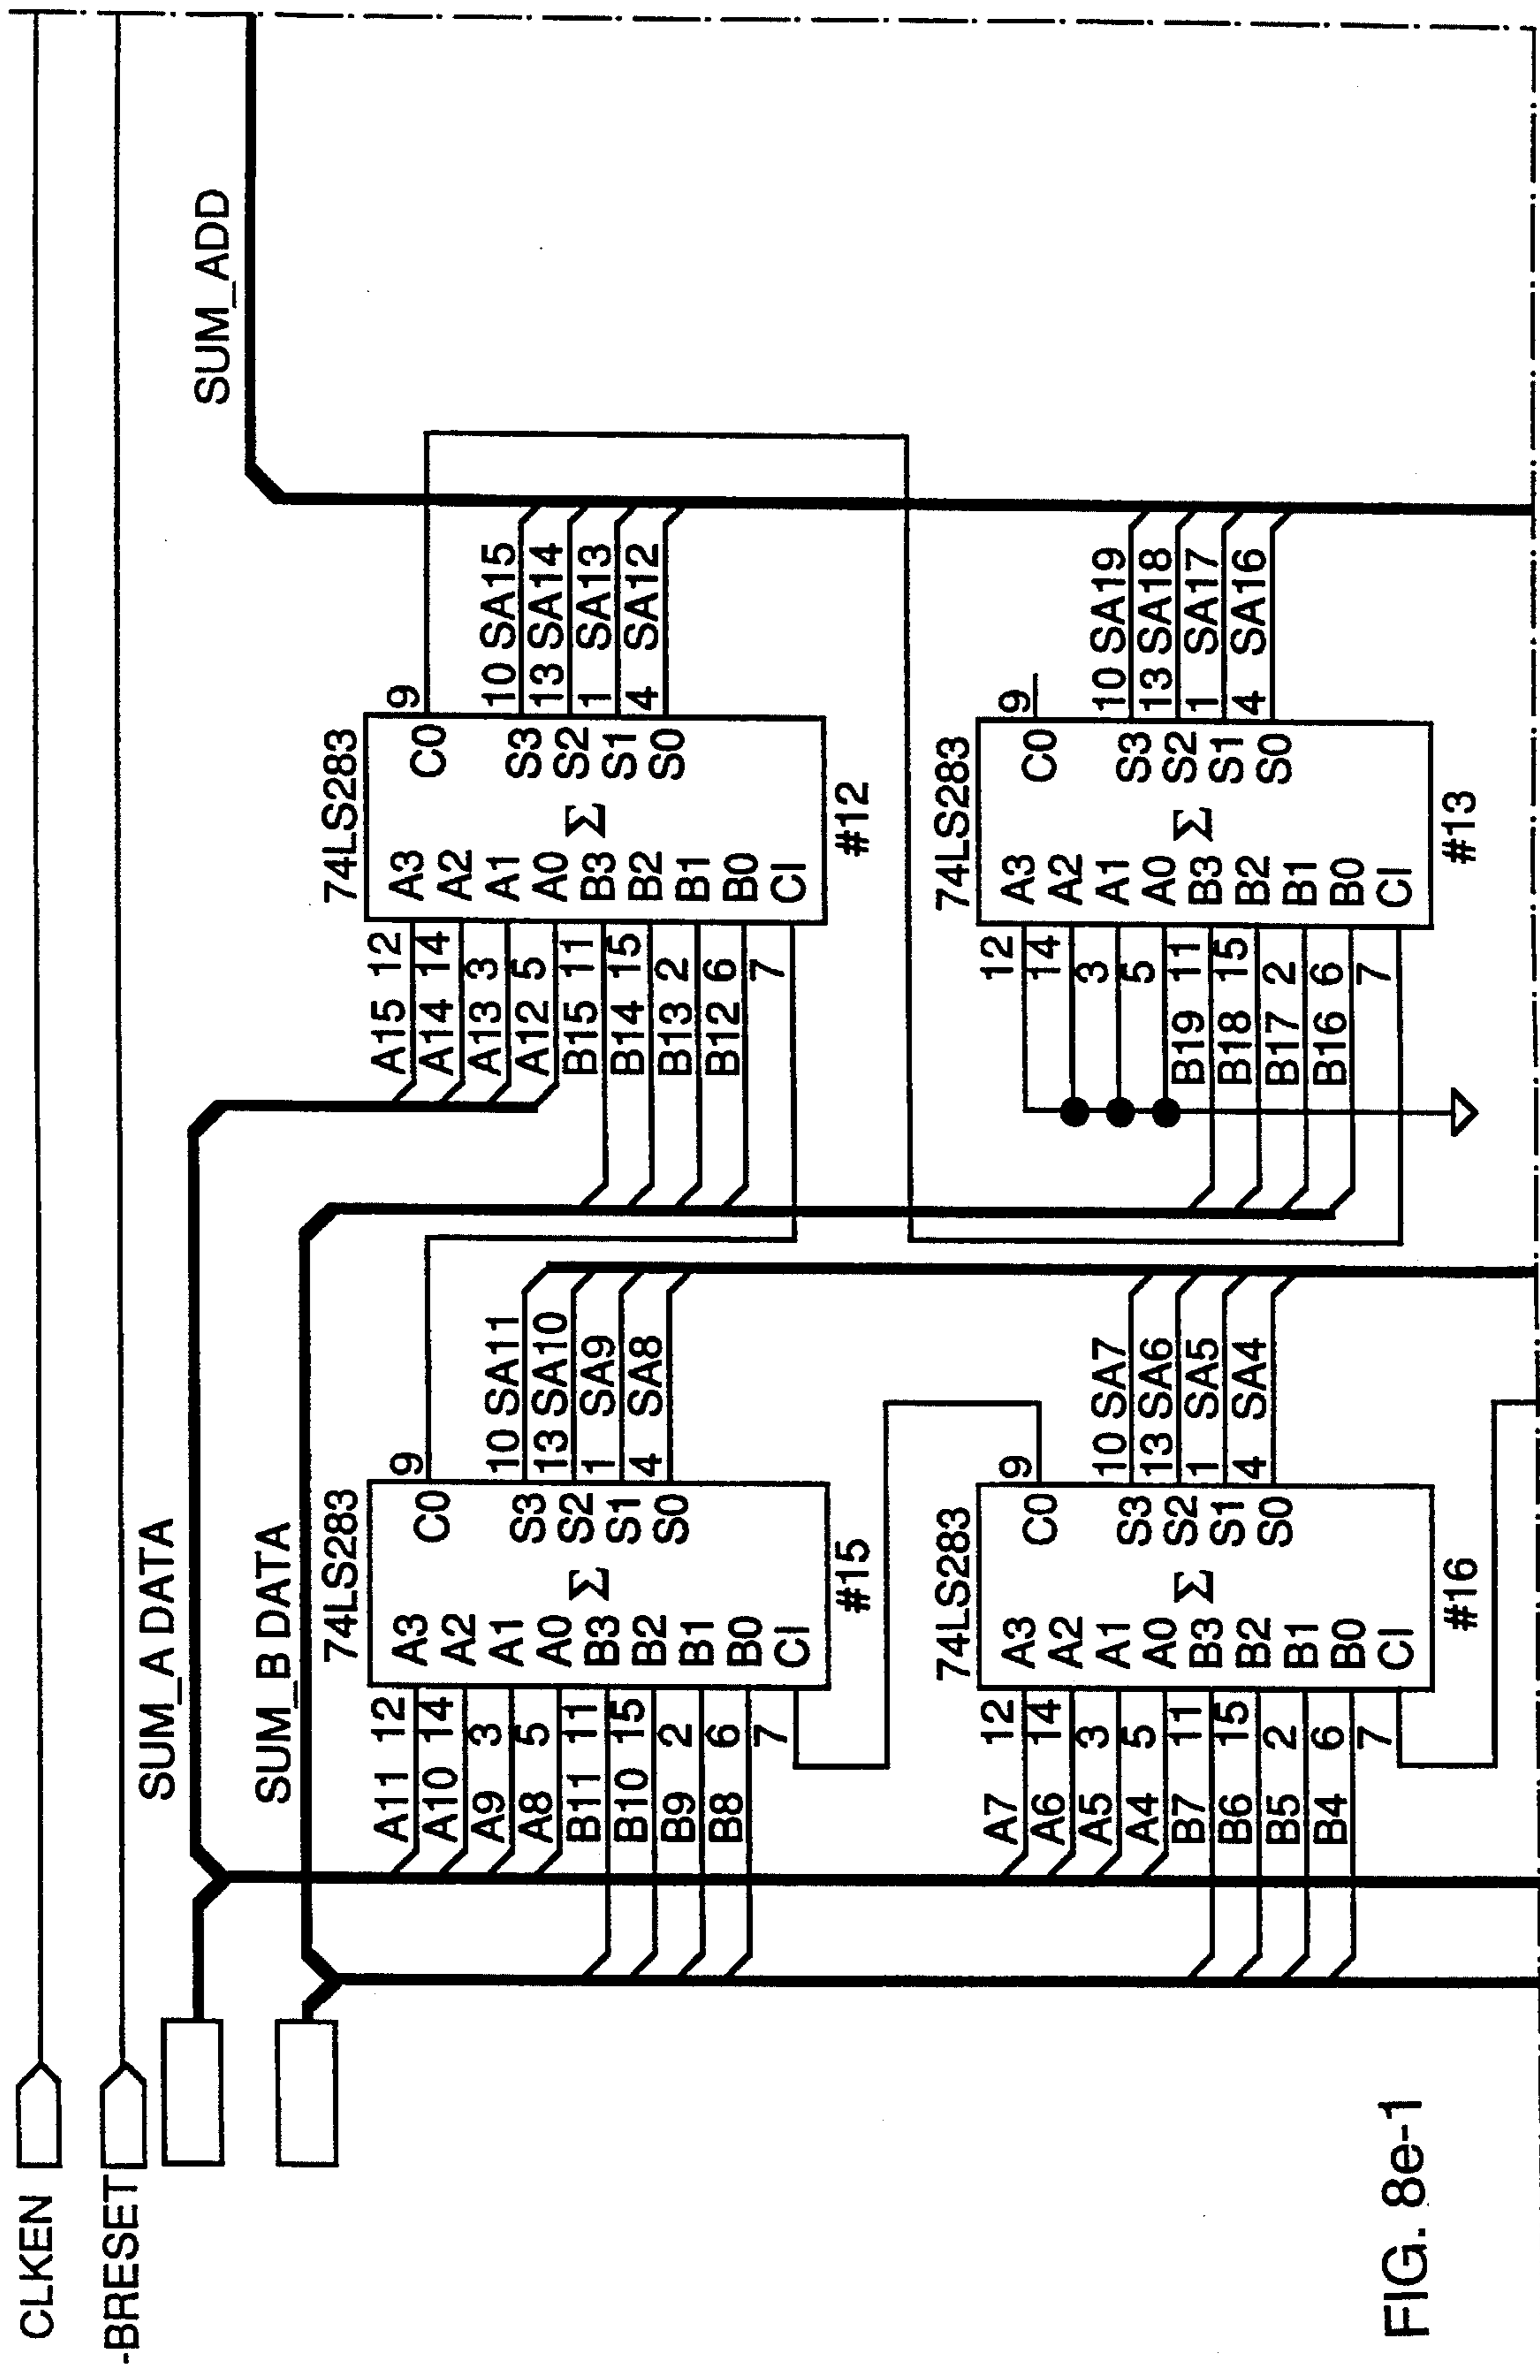 CLKEN
-BRESET
SUM_A DATA
SUM_B DATA
SUM_ADD
74LS283
A11 12 A3
A10 14 A2
A9 3 A1
A8 5 A0
B11 11 B3
B10 15 B2
B9 2 B1
B8 6 B0
7 CI
Σ
C0 9
S3 10 SA11
S2 13 SA10
S1 1 SA9
S0 4 SA8
#15
74LS283
A15 12 A3
A14 14 A2
A13 3 A1
A12 5 A0
B15 11 B3
B14 15 B2
B13 2 B1
B12 6 B0
7 CI
Σ
C0 9
S3 10 SA15
S2 13 SA14
S1 1 SA13
S0 4 SA12
#12
74LS283
A7 12 A3
A6 14 A2
A5 3 A1
A4 5 A0
B7 11 B3
B6 15 B2
B5 2 B1
B4 6 B0
7 CI
Σ
C0 9
S3 10 SA7
S2 13 SA6
S1 1 SA5
S0 4 SA4
#16
74LS283
12 A3
14 A2
3 A1
5 A0
B19 11 B3
B18 15 B2
B17 2 B1
B16 6 B0
7 CI
Σ
C0 9
S3 10 SA19
S2 13 SA18
S1 1 SA17
S0 4 SA16
#13
FIG. 8e-1